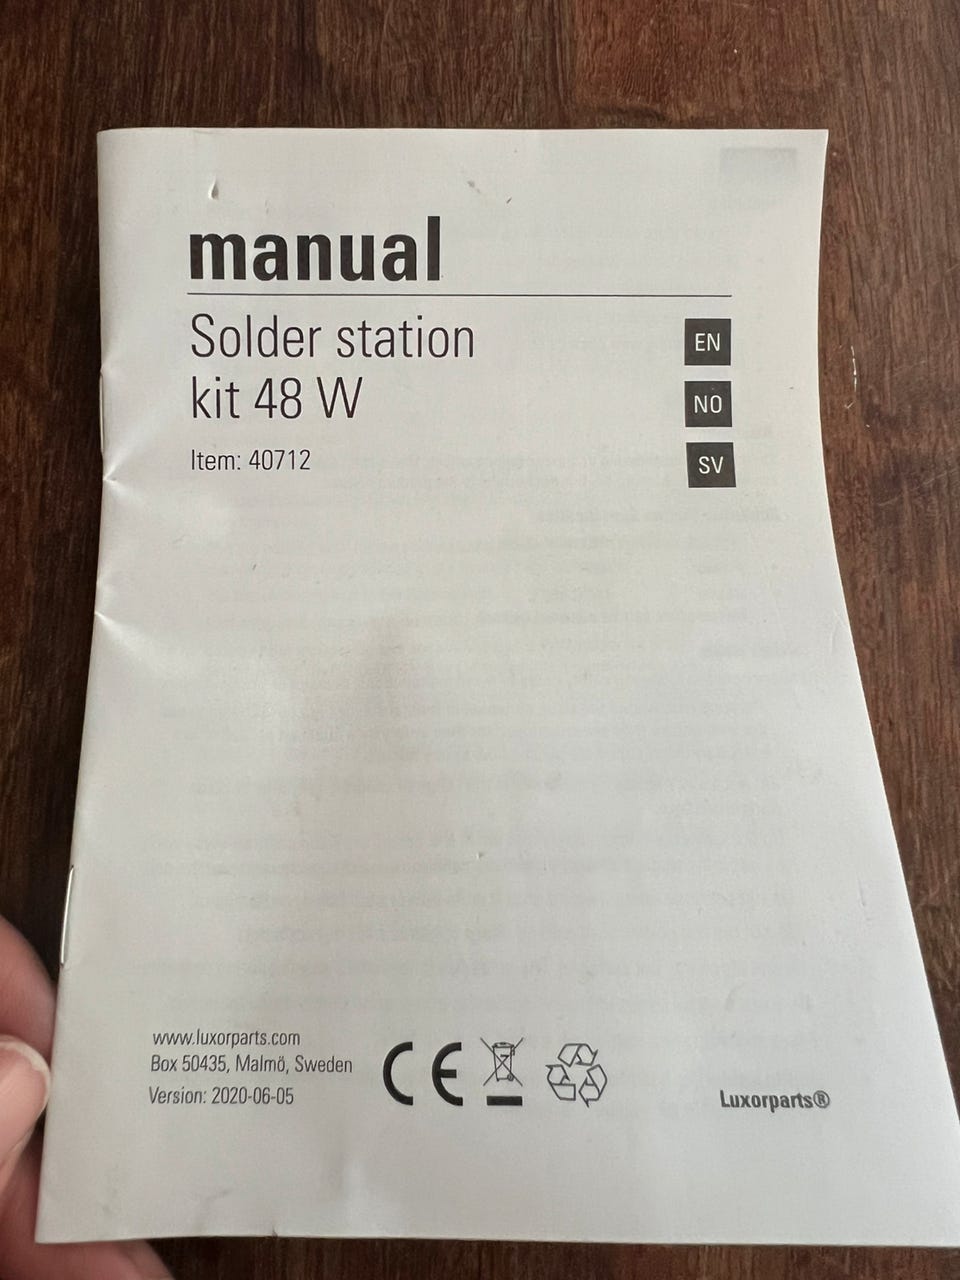 manual
Solder station
kit 48 W
Item: 40712
EN
NO
SV
www.luxorparts.com
Box 50435, Malmö, Sweden
Version: 2020-06-05
CE
Luxorparts®